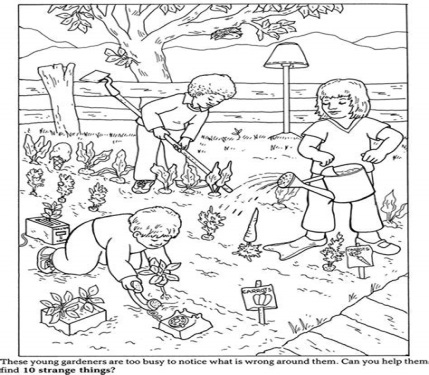 CARROTS
These young gardeners are too busy to notice what is wrong around them. Can you help them
find 10 strange things?